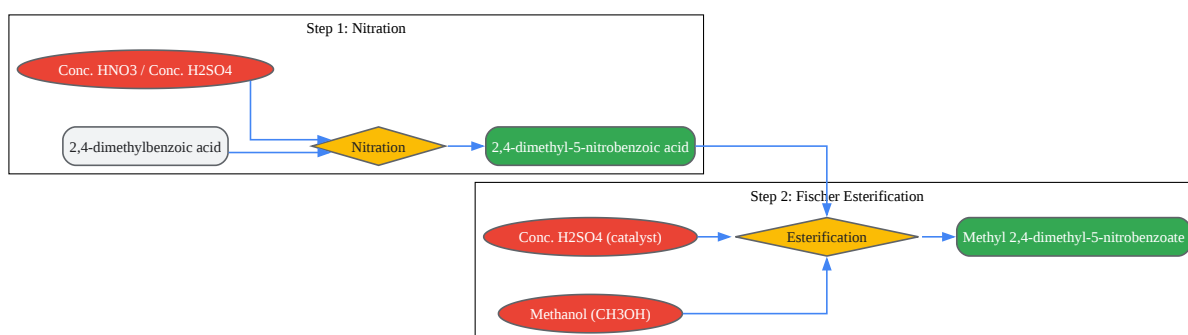 Step 1: Nitration
Conc. HNO3 / Conc. H2SO4
2,4-dimethylbenzoic acid
Nitration
2,4-dimethyl-5-nitrobenzoic acid
Step 2: Fischer Esterification
Conc. H2SO4 (catalyst)
Esterification
Methyl 2,4-dimethyl-5-nitrobenzoate
Methanol (CH3OH)